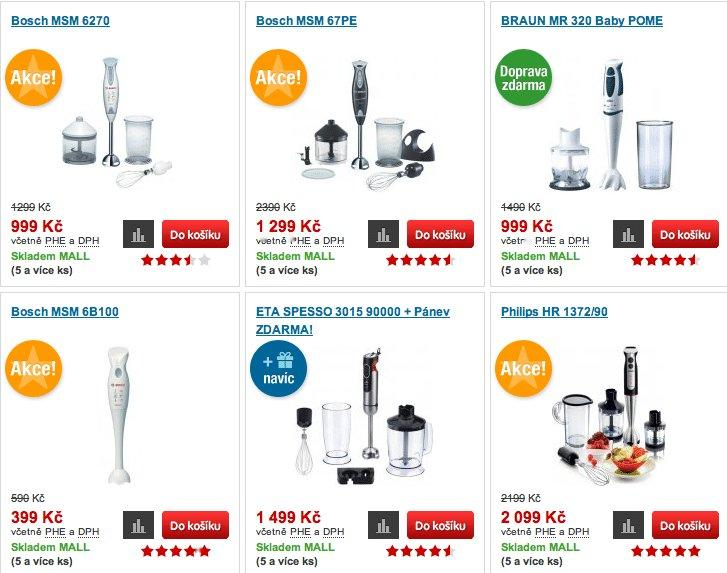 Bosch MSM 6270
Akce!
1299 Kč
999 Kč
včetně PHE a DPH
Do košíku
Skladem MALL
(5 a více ks)
Bosch MSM 67PE
Akce!
2390 Kč
1 299 Kč
včetně PHE a DPH
Do košíku
Skladem MALL
(5 a více ks)
BRAUN MR 320 Baby POME
Doprava
zdarma
1490 Kč
999 Kč
včetně PHE a DPH
Do košíku
Skladem MALL
(5 a více ks)
Bosch MSM 6B100
Akce!
590 Kč
399 Kč
včetně PHE a DPH
Do košíku
Skladem MALL
(5 a více ks)
ETA SPESSO 3015 90000 + Pánev
ZDARMA!
+
navíc
1 499 Kč
včetně PHE a DPH
Do košíku
Skladem MALL
(5 a více ks)
Philips HR 1372/90
Akce!
2199 Kč
2 099 Kč
včetně PHE a DPH
Do košíku
Skladem MALL
(5 a více ks)